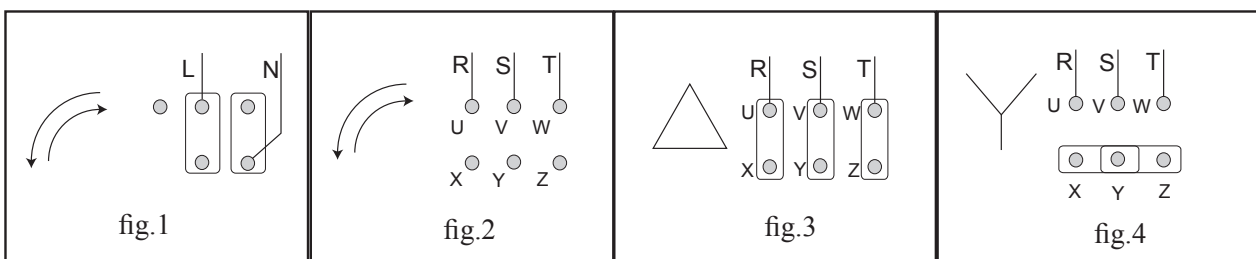 L N
fig.1
R S T
U V W
X Y Z
fig.2
R S T
U V W
X Y Z
fig.3
R S T
U V W
X Y Z
fig.4